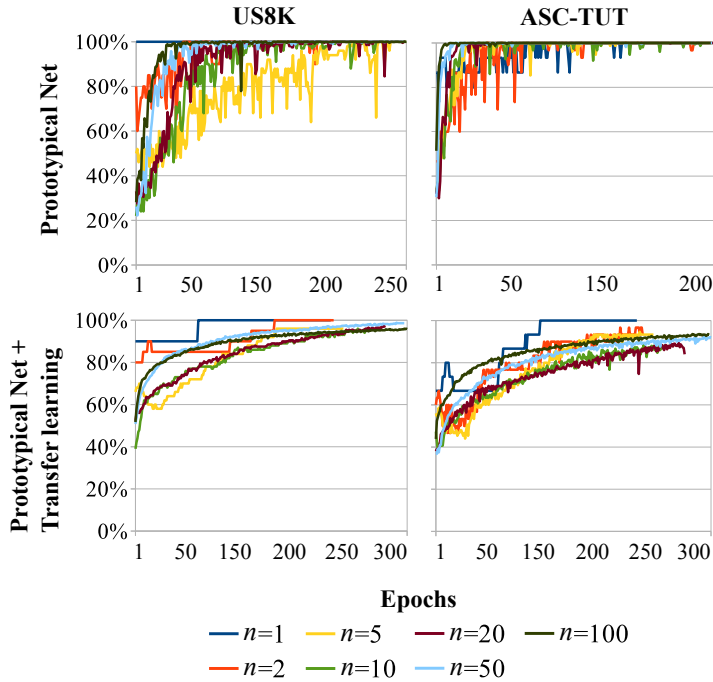 US8K ASC-TUT
Prototypical Net
100%
80%
60%
40%
20%
0%
1 50 150 200 250
1 50 150 200
Prototypical Net +
Transfer learning
100%
80%
60%
40%
20%
0%
1 50 150 200 250 300
1 50 150 200 250 300
Epochs
n=1 n=5 n=20 n=100
n=2 n=10 n=50